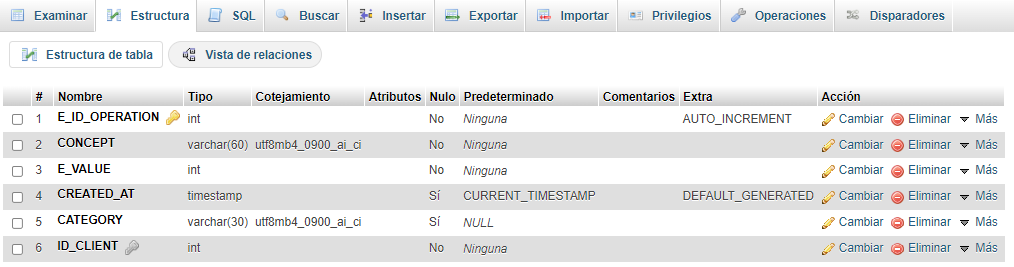 Examinar Estructura SQL Buscar Insertar Exportar Importar Privilegios Operaciones Disparadores
Estructura de tabla Vista de relaciones
# Nombre Tipo Cotejamiento Atributos Nulo Predeterminado Comentarios Extra Acción
1 E_ID_OPERATION int No Ninguna AUTO_INCREMENT Cambiar Eliminar Más
2 CONCEPT varchar(60) utf8mb4_0900_ai_ci No Ninguna Cambiar Eliminar Más
3 E_VALUE int No Ninguna Cambiar Eliminar Más
4 CREATED_AT timestamp Sí CURRENT_TIMESTAMP DEFAULT_GENERATED Cambiar Eliminar Más
5 CATEGORY varchar(30) utf8mb4_0900_ai_ci Sí NULL Cambiar Eliminar Más
6 ID_CLIENT int No Ninguna Cambiar Eliminar Más